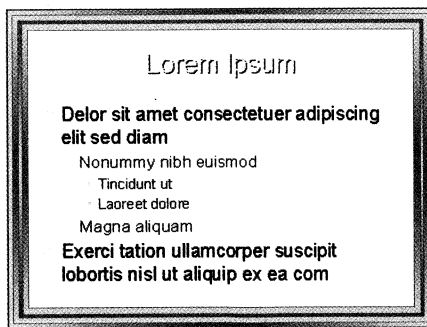 Lorem Ipsum
Delor sit amet consectetuer adipiscing
elit sed diam
Nonummy nibh euismod
Tincidunt ut
Laoreet dolore
Magna aliquam
Exerci tation ullamcorper suscipit
lobortis nisl ut aliquip ex ea com